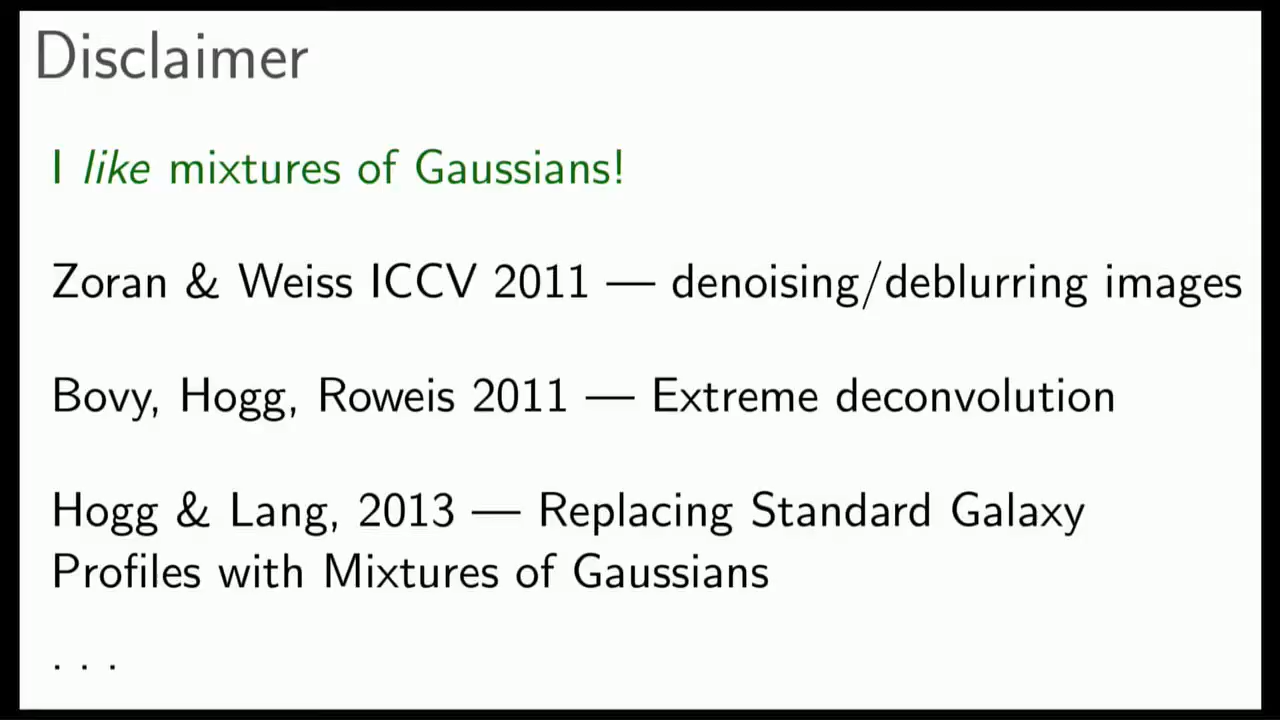 Disclaimer
I like mixtures of Gaussians!
Zoran & Weiss ICCV 2011 — denoising/deblurring images
Bovy, Hogg, Roweis 2011 — Extreme deconvolution
Hogg & Lang, 2013 — Replacing Standard Galaxy
Profiles with Mixtures of Gaussians
. . .